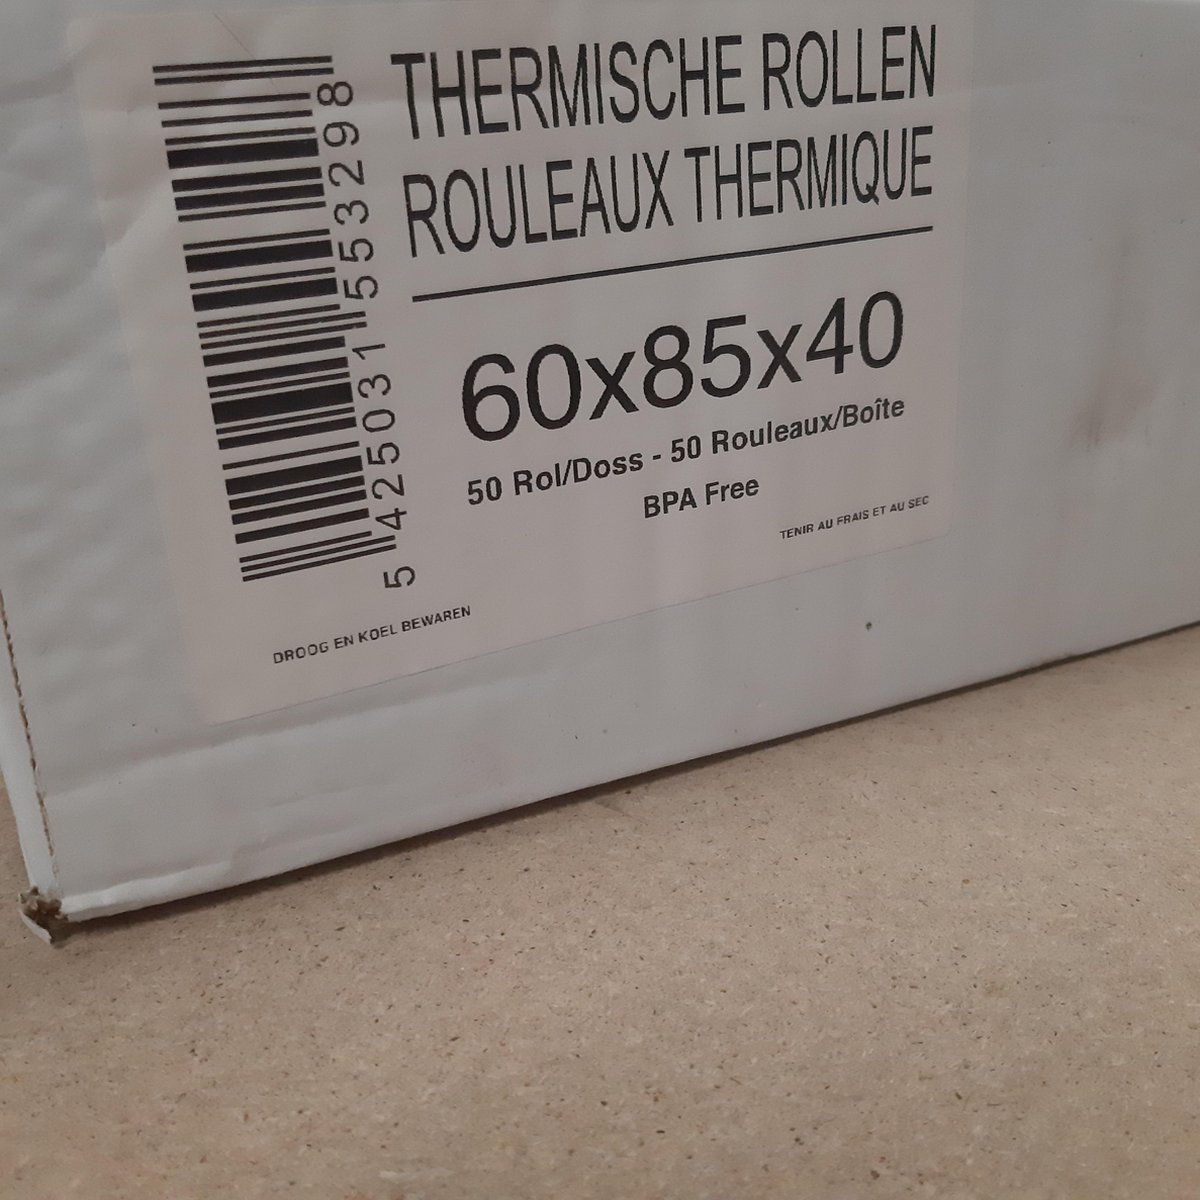 THERMISCHE ROLLEN
ROULEAUX THERMIQUE
60x85x40
50 Rol/Doss - 50 Rouleaux/Boîte
BPA Free
TENIR AU FRAIS ET AU SEC
5 425031 553298
DROOG EN KOEL BEWAREN